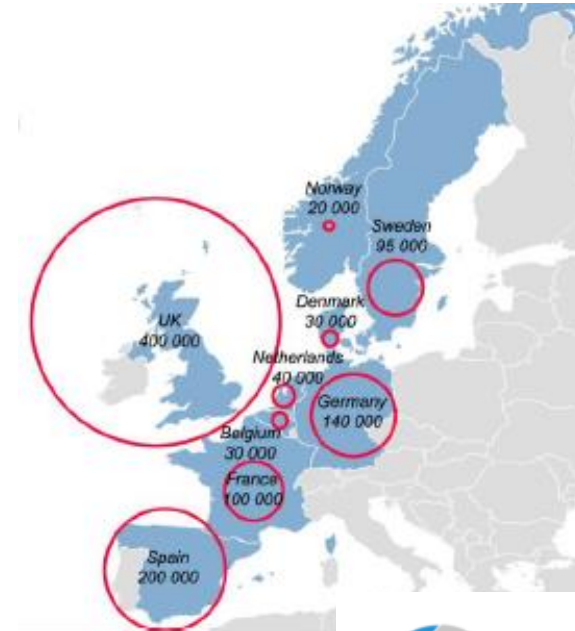 Norway
20 000
Sweden
95 000
Denmark
30 000
UK
400 000
Netherlands
40 000
Germany
140 000
Belgium
30 000
France
100 000
Spain
200 000